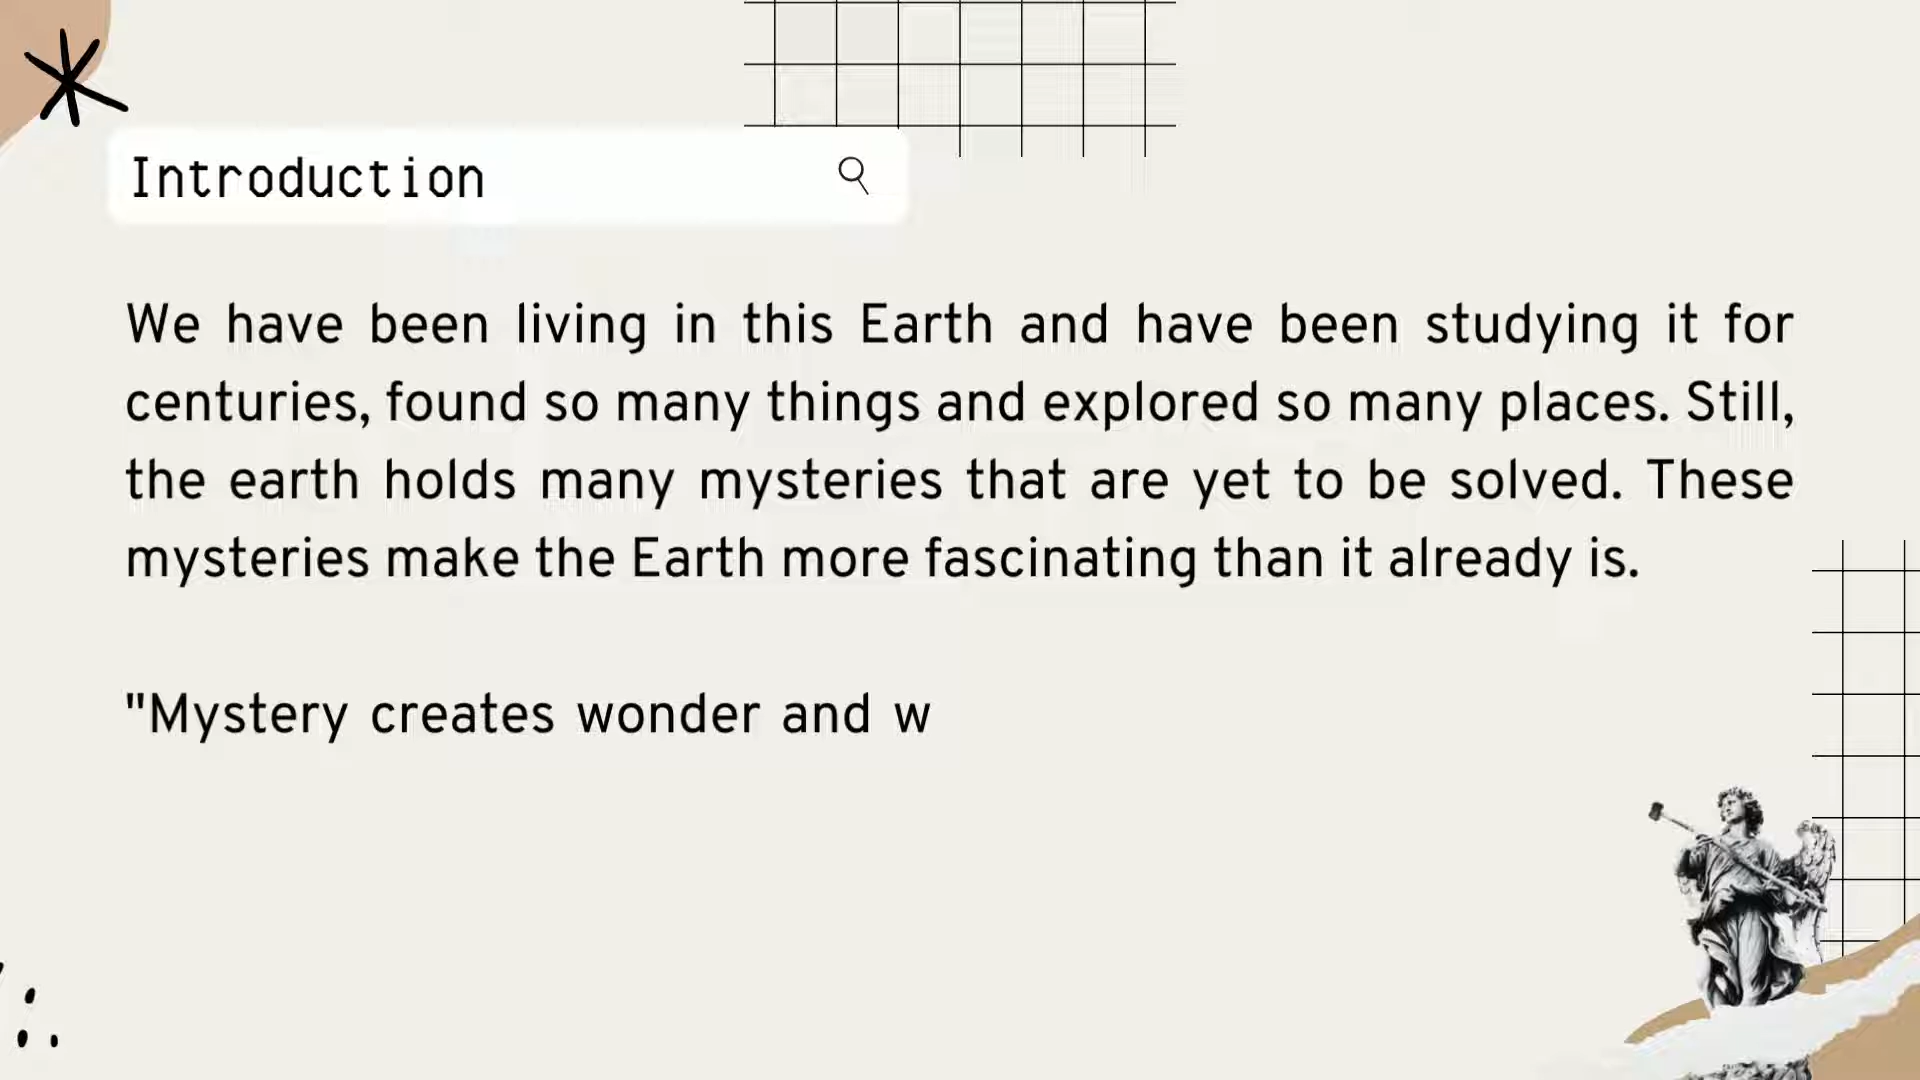 Introduction
We have been living in this Earth and have been studying it for
centuries, found so many things and explored so many places. Still,
the earth holds many mysteries that are yet to be solved. These
mysteries make the Earth more fascinating than it already is.
"Mystery creates wonder and w